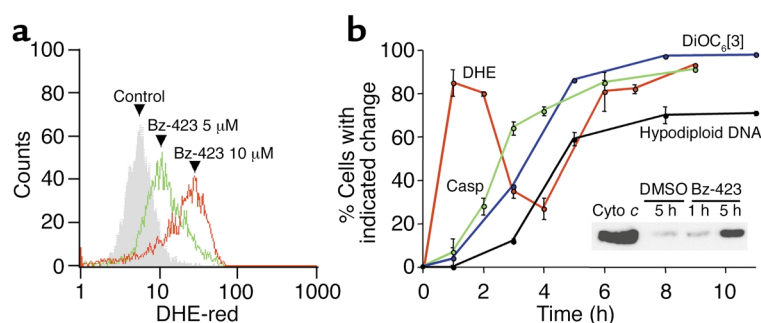 a
100
80
60
40
20
0
Counts
Control
Bz-423 5 μM
Bz-423 10 μM
1
10
100
1000
DHE-red
b
100
80
60
40
20
0
% Cells with
indicated change
DHE
Casp
DiOC6[3]
Hypodiploid DNA
DMSO Bz-423
Cyto c 5 h 1 h 5 h
0
2
4
6
8
10
Time (h)